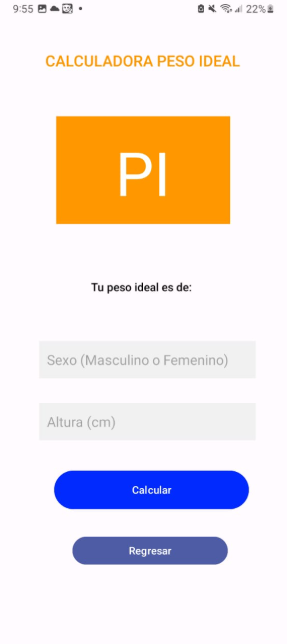 9:55
22%
CALCULADORA PESO IDEAL
PI
Tu peso ideal es de:
Sexo (Masculino o Femenino)
Altura (cm)
Calcular
Regresar